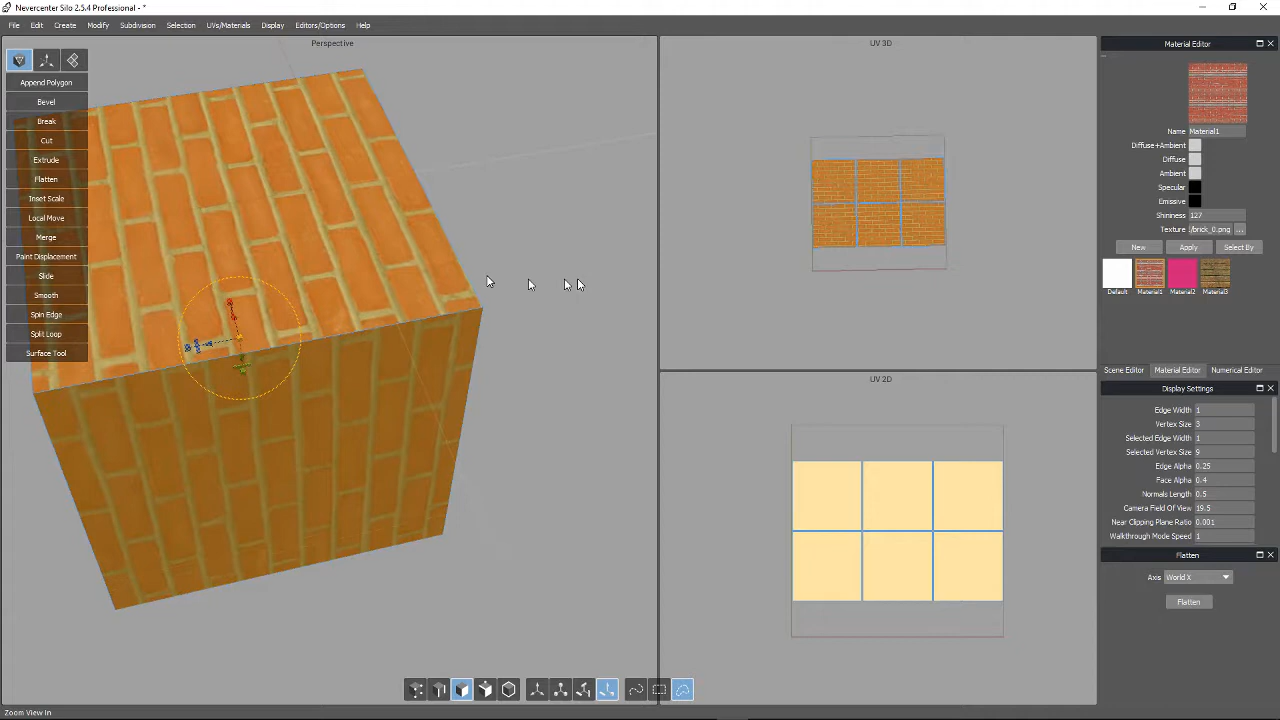 Nevercenter Silo 2.5.4 Professional - *
File Edit Create Modify Subdivision Selection UVs/Materials Display Editors/Options Help
Perspective
UV 3D
Material Editor
Append Polygon
Bevel
Break
Cut
Extrude
Flatten
Inset Scale
Local Move
Merge
Paint Displacement
Slide
Smooth
Spin Edge
Split Loop
Surface Tool
Name Material1
Diffuse+Ambient
Diffuse
Ambient
Specular
Emissive
Shininess 127
Texture //brick_0.png ...
New Apply Select By
Default Material1 Material2 Material3
Scene Editor Material Editor Numerical Editor
UV 2D
Display Settings
Edge Width 1
Vertex Size 3
Selected Edge Width 1
Selected Vertex Size 9
Edge Alpha 0.25
Face Alpha 0.4
Normals Length 0.5
Camera Field Of View 19.5
Near Clipping Plane Ratio 0.001
Walkthrough Mode Speed 1
Flatten
Axis World X
Flatten
Zoom View In